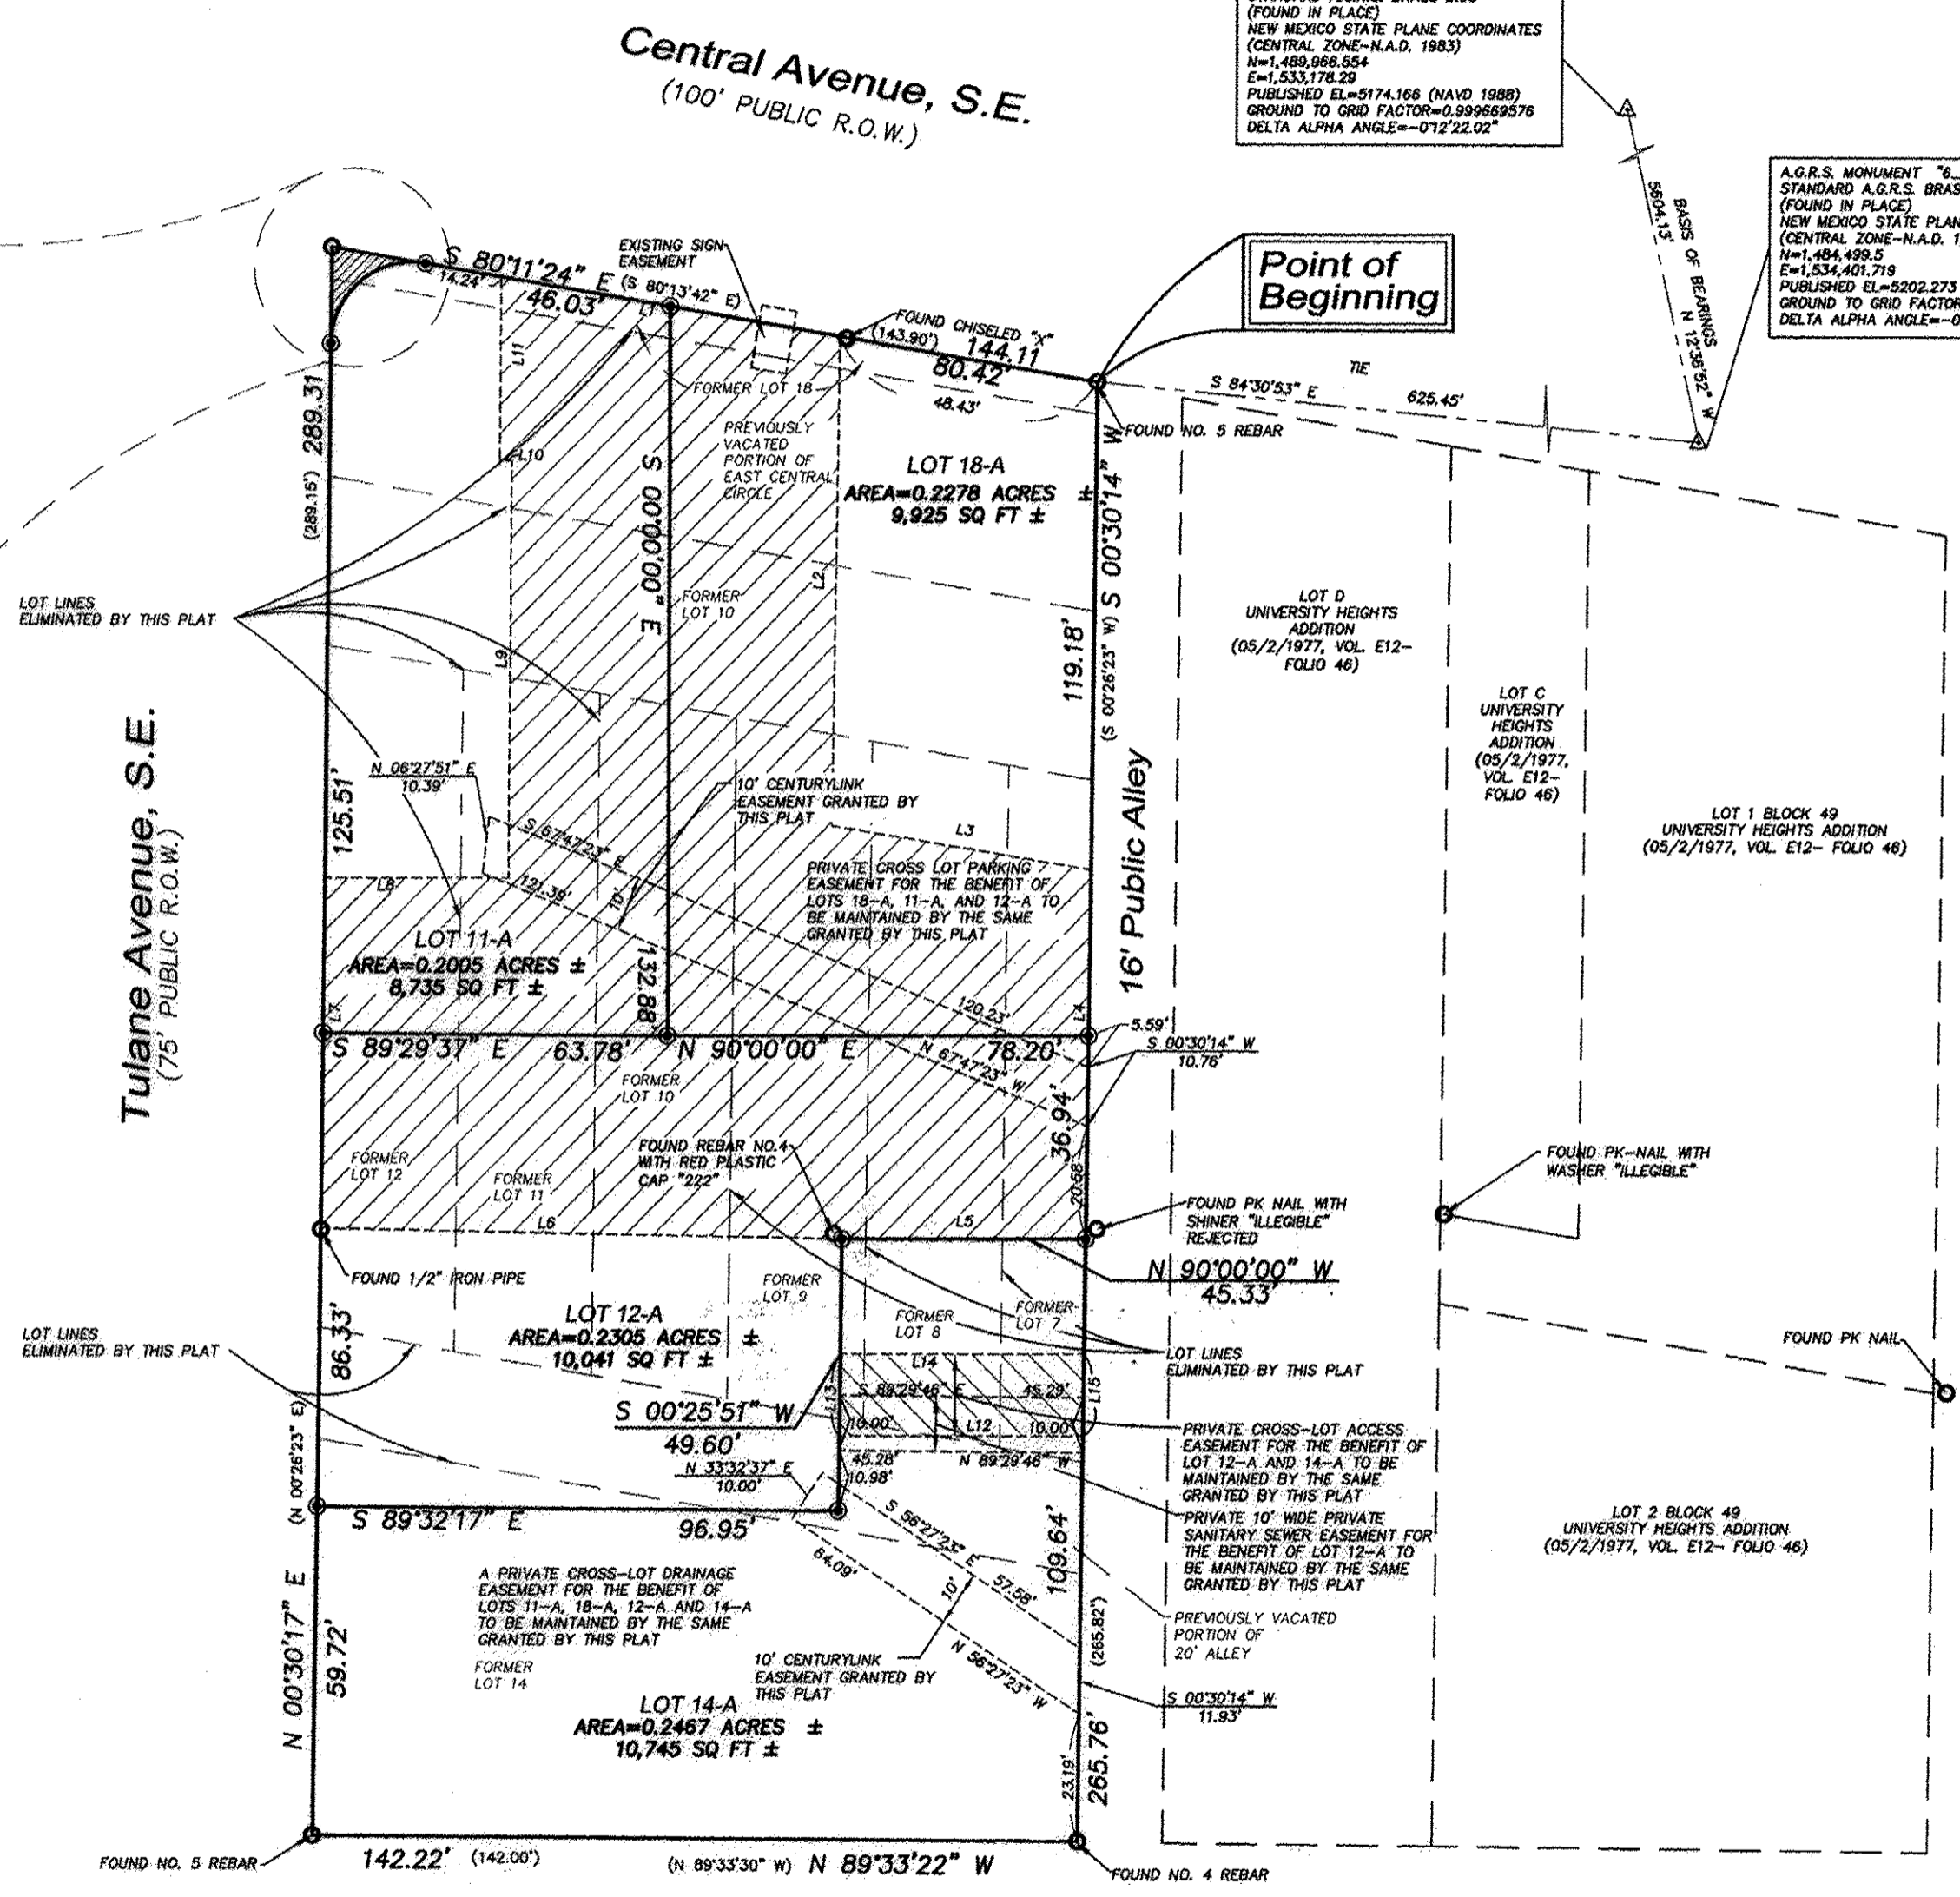 Central Avenue, S.E.
(100' PUBLIC R.O.W.)
(FOUND IN PLACE)
NEW MEXICO STATE PLANE COORDINATES
(CENTRAL ZONE-N.A.D. 1983)
N=1,489,966.554
E=1,533,178.29
PUBLISHED EL=5174.166 (NAVD 1988)
GROUND TO GRID FACTOR=0.999669576
DELTA ALPHA ANGLE=-0°12'22.02"
A.G.R.S. MONUMENT "6_
STANDARD A.G.R.S. BRAS
(FOUND IN PLACE)
NEW MEXICO STATE PLAN
(CENTRAL ZONE-N.A.D. 1
N=1,484,499.5
E=1,534,401.719
PUBLISHED EL=5202.273
GROUND TO GRID FACTOR
DELTA ALPHA ANGLE=-0
BASIS OF BEARINGS
N 12°36'52" W
5604.13'
Point of
Beginning
EXISTING SIGN
EASEMENT
S 80°11'24" E
(S 80°13'42" E)
14.24'
46.03'
L1
FOUND CHISELED "X"
(143.90')
144.11
80.42'
48.43'
TIE
S 84°30'53" E
625.45'
FOUND NO. 5 REBAR
L11
L10
FORMER LOT 18
PREVIOUSLY
VACATED
PORTION OF
EAST CENTRAL
CIRCLE
LOT 18-A
AREA=0.2278 ACRES ±
9,925 SQ FT ±
289.31
(289.15')
S 00°00'00" E
132.88'
S 00°30'14" W
(S 00°26'23" W)
119.18'
L2
LOT LINES
ELIMINATED BY THIS PLAT
FORMER
LOT 10
L9
LOT D
UNIVERSITY HEIGHTS
ADDITION
(05/2/1977, VOL. E12-
FOLIO 46)
LOT C
UNIVERSITY
HEIGHTS
ADDITION
(05/2/1977,
VOL. E12-
FOLIO 46)
LOT 1 BLOCK 49
UNIVERSITY HEIGHTS ADDITION
(05/2/1977, VOL. E12- FOLIO 46)
Tulane Avenue, S.E.
(75' PUBLIC R.O.W.)
16' Public Alley
125.51'
N 06°27'51" E
10.39'
10' CENTURYLINK
EASEMENT GRANTED BY
THIS PLAT
L3
S 67°47'23" E
121.39'
10'
L8
PRIVATE CROSS LOT PARKING
EASEMENT FOR THE BENEFIT OF
LOTS 18-A, 11-A, AND 12-A TO
BE MAINTAINED BY THE SAME
GRANTED BY THIS PLAT
LOT 11-A
AREA=0.2005 ACRES ±
8,735 SQ FT ±
L7
L4
120.23'
5.59'
S 89°29'37" E
63.78'
N 90°00'00" E
78.20'
N 67°47'23" W
S 00°30'14" W
10.76'
FORMER
LOT 10
36.94'
20.58'
FORMER
LOT 12
FORMER
LOT 11
FOUND REBAR NO.4
WITH RED PLASTIC
CAP "222"
FOUND PK-NAIL WITH
WASHER "ILLEGIBLE"
FOUND PK NAIL WITH
SHINER "ILLEGIBLE"
REJECTED
L6
L5
FOUND 1/2" IRON PIPE
N 90°00'00" W
45.33'
FORMER
LOT 9
FORMER
LOT 8
FORMER
LOT 7
LOT 12-A
AREA=0.2305 ACRES ±
10,041 SQ FT ±
86.33'
(N 00°26'23" E)
LOT LINES
ELIMINATED BY THIS PLAT
LOT LINES
ELIMINATED BY THIS PLAT
FOUND PK NAIL
L14
S 89°29'46" E
45.29'
L13
L15
10.00'
L12
10.00'
S 00°25'51" W
49.60'
45.28'
N 89°29'46" W
10.98'
N 33°32'37" E
10.00'
PRIVATE CROSS-LOT ACCESS
EASEMENT FOR THE BENEFIT OF
LOT 12-A AND 14-A TO BE
MAINTAINED BY THE SAME
GRANTED BY THIS PLAT
PRIVATE 10' WIDE PRIVATE
SANITARY SEWER EASEMENT FOR
THE BENEFIT OF LOT 12-A TO
BE MAINTAINED BY THE SAME
GRANTED BY THIS PLAT
LOT 2 BLOCK 49
UNIVERSITY HEIGHTS ADDITION
(05/2/1977, VOL. E12- FOLIO 46)
S 89°32'17" E
96.95'
S 56°27'23" E
57.58'
64.09'
10'
N 56°27'23" W
109.64'
(265.82')
A PRIVATE CROSS-LOT DRAINAGE
EASEMENT FOR THE BENEFIT OF
LOTS 11-A, 18-A, 12-A AND 14-A
TO BE MAINTAINED BY THE SAME
GRANTED BY THIS PLAT
N 00°30'17" E
59.72'
PREVIOUSLY VACATED
PORTION OF
20' ALLEY
FORMER
LOT 14
10' CENTURYLINK
EASEMENT GRANTED BY
THIS PLAT
S 00°30'14" W
11.93'
LOT 14-A
AREA=0.2467 ACRES ±
10,745 SQ FT ±
23.19'
265.76'
FOUND NO. 5 REBAR
142.22' (142.00')
(N 89°33'30" W) N 89°33'22" W
FOUND NO. 4 REBAR